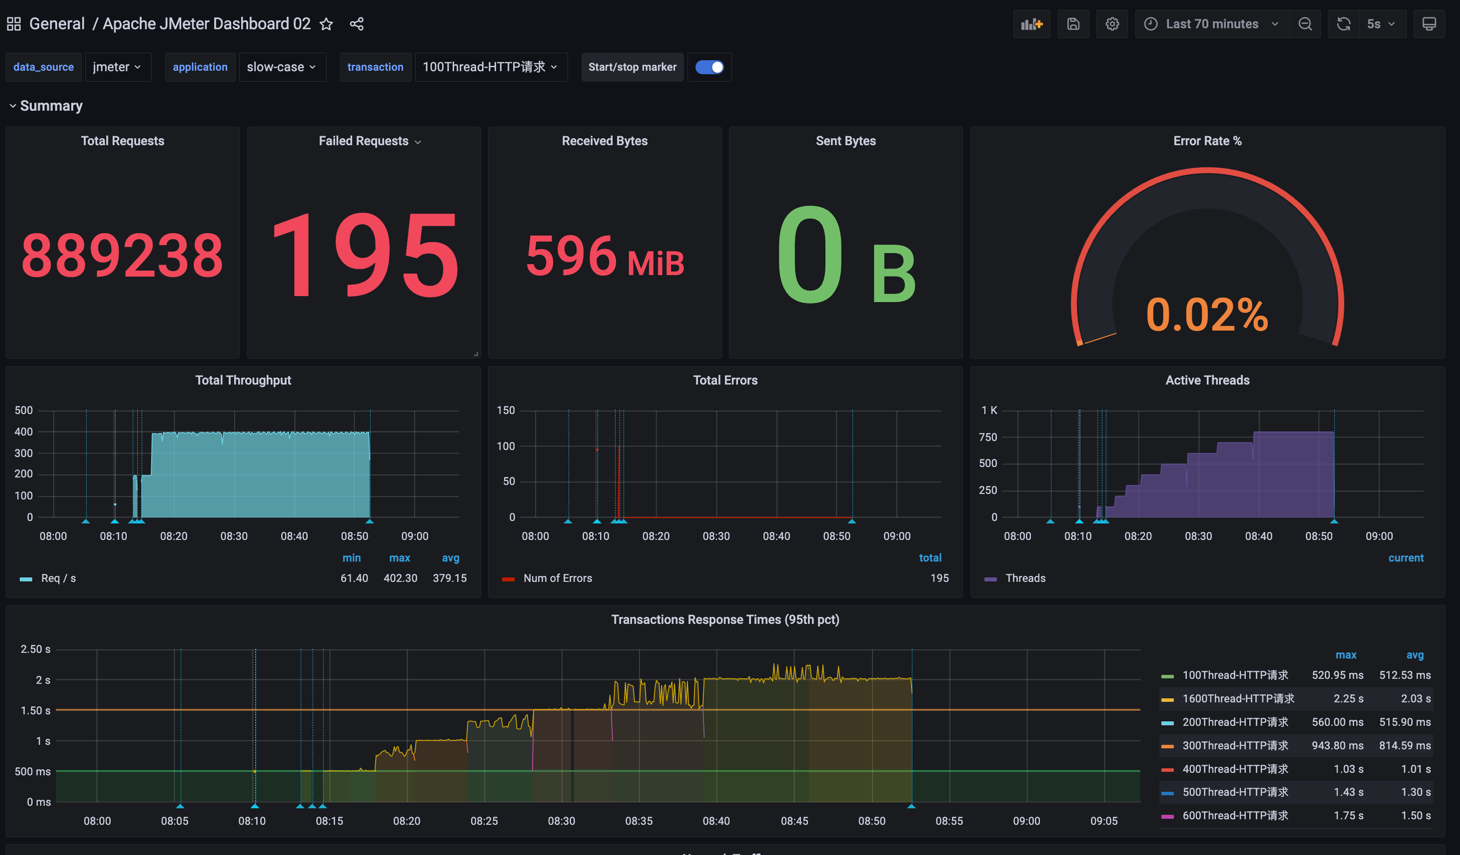 General / Apache JMeter Dashboard 02
Last 70 minutes
5s
data_source jmeter application slow-case transaction 100Thread-HTTP请求 Start/stop marker
Summary
Total Requests
889238
Failed Requests
195
Received Bytes
596 MiB
Sent Bytes
0 B
Error Rate %
0.02%
Total Throughput
500
400
300
200
100
0
08:00 08:10 08:20 08:30 08:40 08:50 09:00
min max avg
Req / s 61.40 402.30 379.15
Total Errors
150
100
50
0
08:00 08:10 08:20 08:30 08:40 08:50 09:00
total
Num of Errors 195
Active Threads
1 K
750
500
250
0
08:00 08:10 08:20 08:30 08:40 08:50 09:00
current
Threads
Transactions Response Times (95th pct)
2.50 s
2 s
1.50 s
1 s
500 ms
0 ms
08:00 08:05 08:10 08:15 08:20 08:25 08:30 08:35 08:40 08:45 08:50 08:55 09:00 09:05
max avg
100Thread-HTTP请求 520.95 ms 512.53 ms
1600Thread-HTTP请求 2.25 s 2.03 s
200Thread-HTTP请求 560.00 ms 515.90 ms
300Thread-HTTP请求 943.80 ms 814.59 ms
400Thread-HTTP请求 1.03 s 1.01 s
500Thread-HTTP请求 1.43 s 1.30 s
600Thread-HTTP请求 1.75 s 1.50 s